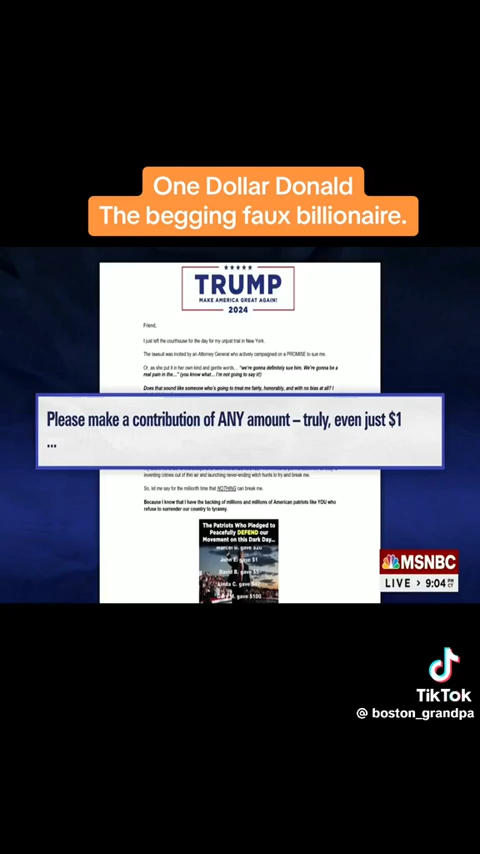 One Dollar Donald
The begging faux billionaire.
TRUMP
MAKE AMERICA GREAT AGAIN!
2024
Friend,
I just left the courthouse for the day for my unjust trial in New York.
The lawsuit was incited by an Attorney General who actively campaigned on a PROMISE to sue me.
Or, as she put it in her own kind and gentle words... "we're gonna definitely sue him. We're gonna be a
real pain in the..." (you know what... I'm not going to say it!)
Does that sound like someone who's going to treat me fairly, honorably, and with no bias at all? I
Please make a contribution of ANY amount – truly, even just $1
...
inventing crimes out of thin air and launching never-ending witch hunts to try and break me.
So, let me say for the millionth time that NOTHING can break me.
Because I know that I have the backing of millions and millions of American patriots like YOU who
refuse to surrender our country to tyranny.
The Patriots Who Pledged to
Peacefully DEFEND our
Movement on this Dark Day...
gave $20
John E. gave $1
David B. gave
Linda C. gave
gave $100
MSNBC
LIVE > 9:04 PM CT
TikTok
@ boston_grandpa